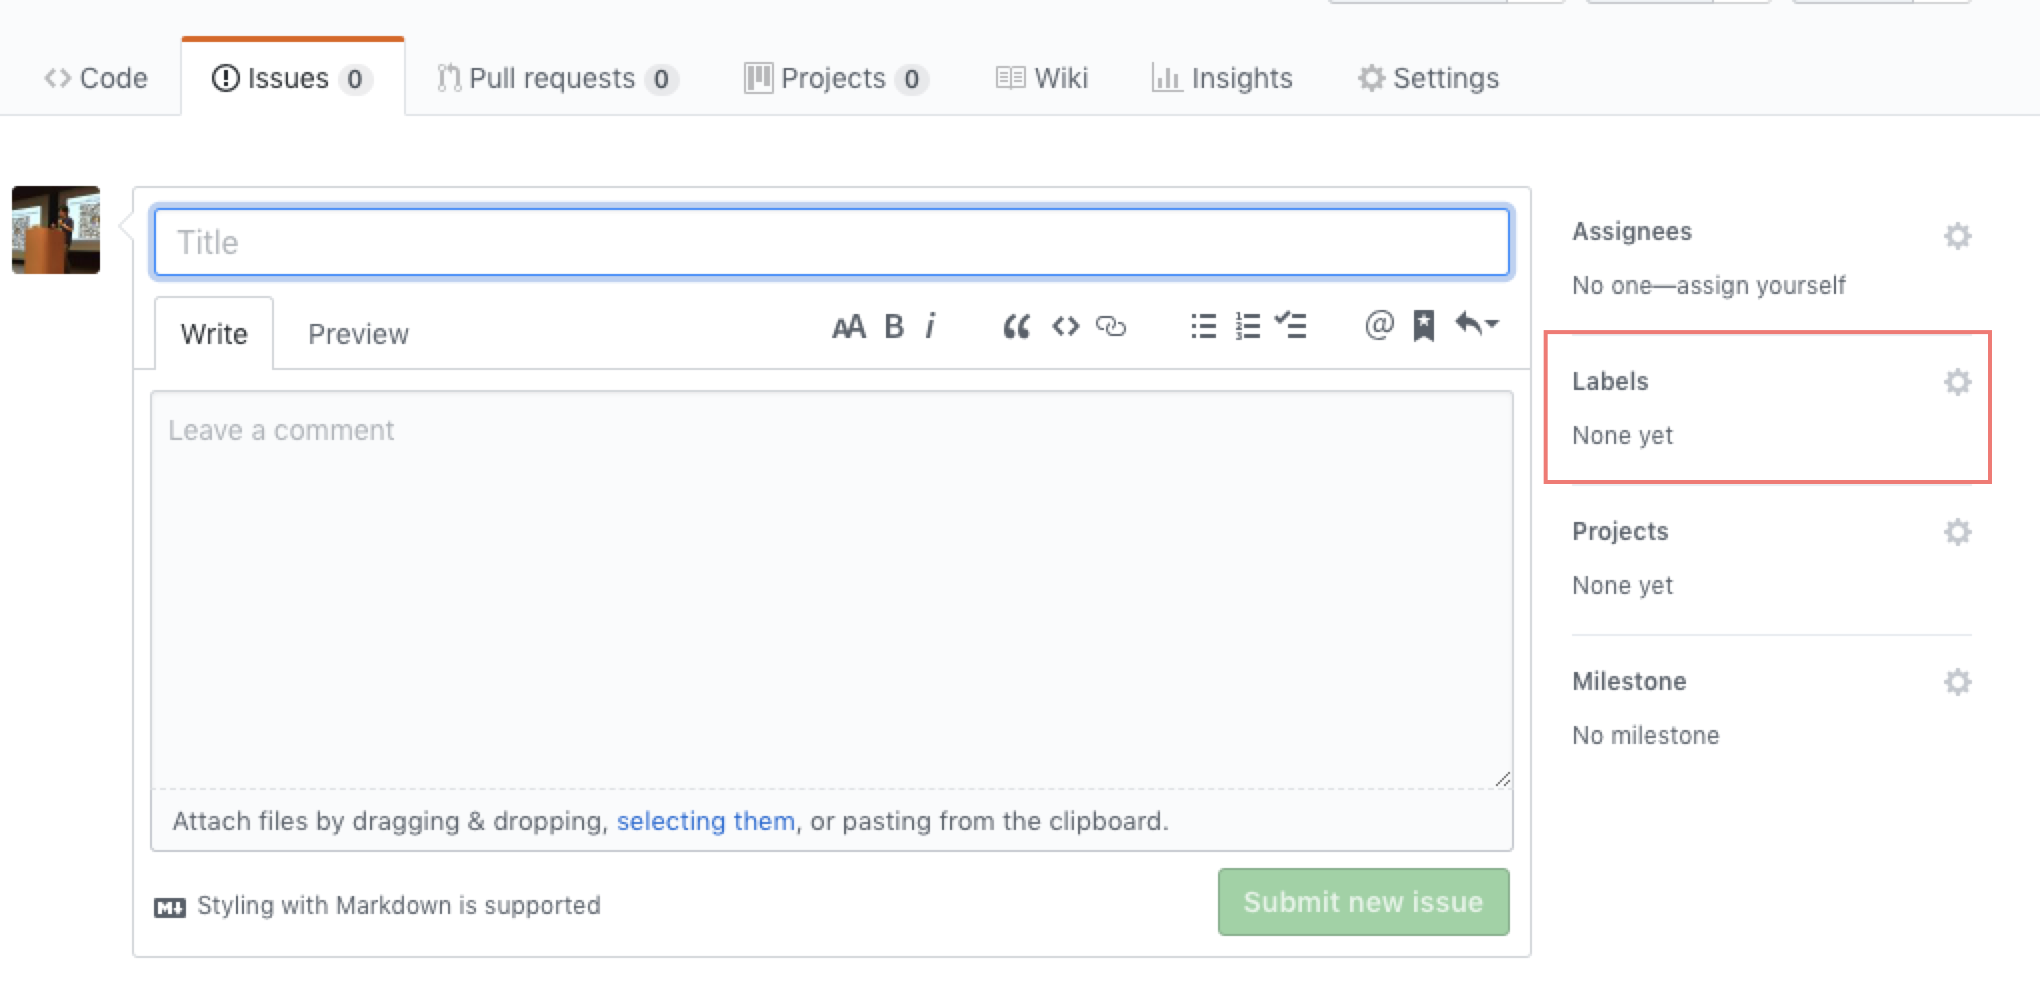 Code Issues 0 Pull requests 0 Projects 0 Wiki Insights Settings
Title
Assignees
No one—assign yourself
Write Preview
AA B i
Labels
None yet
Leave a comment
Projects
None yet
Milestone
No milestone
Attach files by dragging & dropping, selecting them, or pasting from the clipboard.
Styling with Markdown is supported
Submit new issue